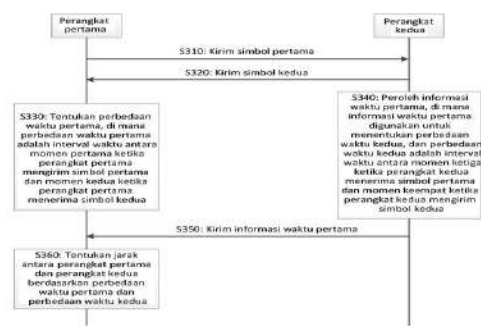 Perangkat
pertama
Perangkat
kedua
S310: Kirim simbol pertama
S320: Kirim simbol kedua
S330: Tentukan perbedaan
waktu pertama, di mana
perbedaan waktu pertama
adalah interval waktu antara
momen pertama ketika
perangkat pertama
mengirim simbol pertama
dan momen kedua ketika
perangkat pertama
menerima simbol kedua
S340: Peroleh informasi
waktu pertama, di mana
informasi waktu pertama
digunakan untuk
menentukan perbedaan
waktu kedua, dan perbedaan
waktu kedua adalah interval
waktu antara momen ketiga
ketika perangkat kedua
menerima simbol pertama
dan momen keempat ketika
perangkat kedua mengirim
simbol kedua
S350: Kirim informasi waktu pertama
S360: Tentukan jarak
antara perangkat pertama
dan perangkat kedua
berdasarkan perbedaan
waktu pertama dan
perbedaan waktu kedua